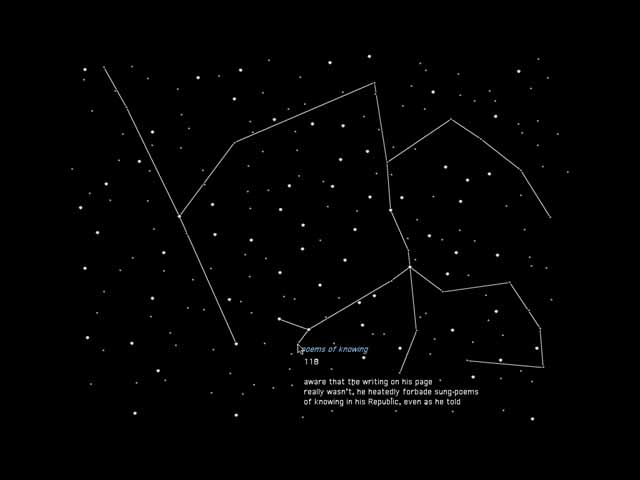 poems of knowing
118
aware that the writing on his page
really wasn't, he heatedly forbade sung-poems
of knowing in his Republic, even as he told